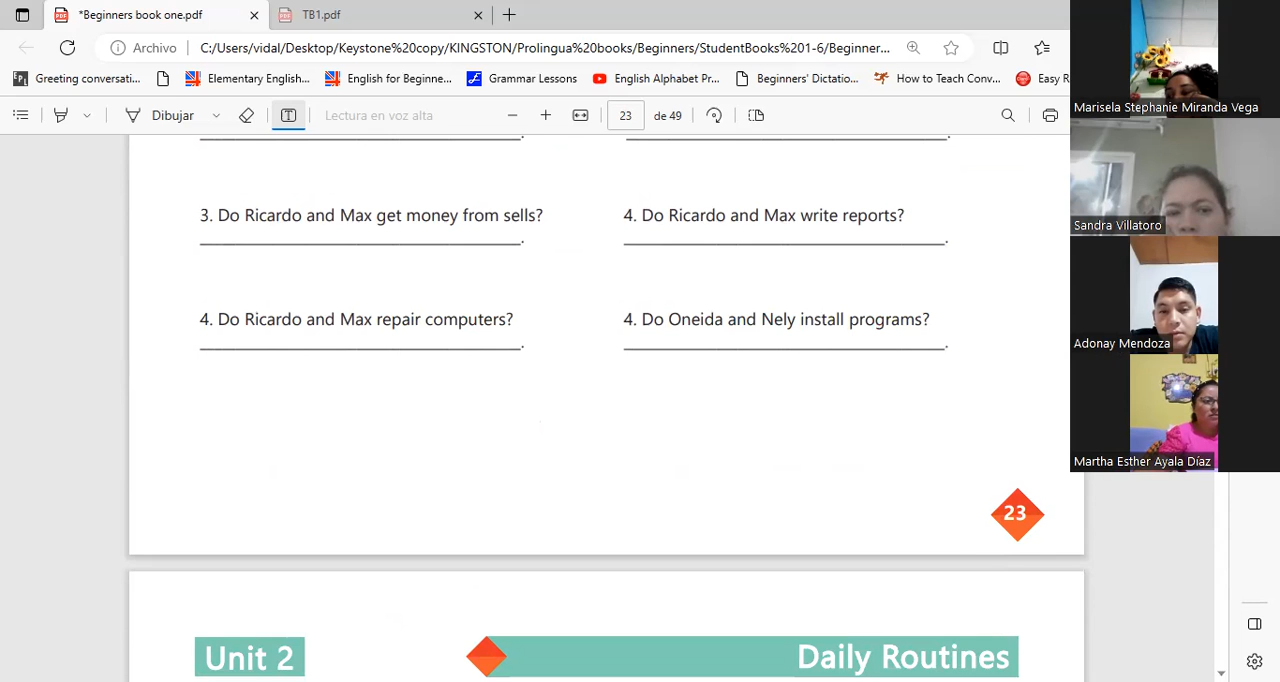 *Beginners book one.pdf
TB1.pdf
Archivo
C:/Users/vidal/Desktop/Keystone%20copy/KINGSTON/Prolingua%20books/Beginners/StudentBooks%201-6/Beginner...
Greeting conversati...
Elementary English...
English for Beginne...
Grammar Lessons
English Alphabet Pr...
Beginners' Dictatio...
How to Teach Conv...
Easy R
Dibujar
Lectura en voz alta
23
de 49
3. Do Ricardo and Max get money from sells?
4. Do Ricardo and Max write reports?
4. Do Ricardo and Max repair computers?
4. Do Oneida and Nely install programs?
23
Unit 2
Daily Routines
Marisela Stephanie Miranda Vega
Sandra Villatoro
Adonay Mendoza
Martha Esther Ayala Díaz